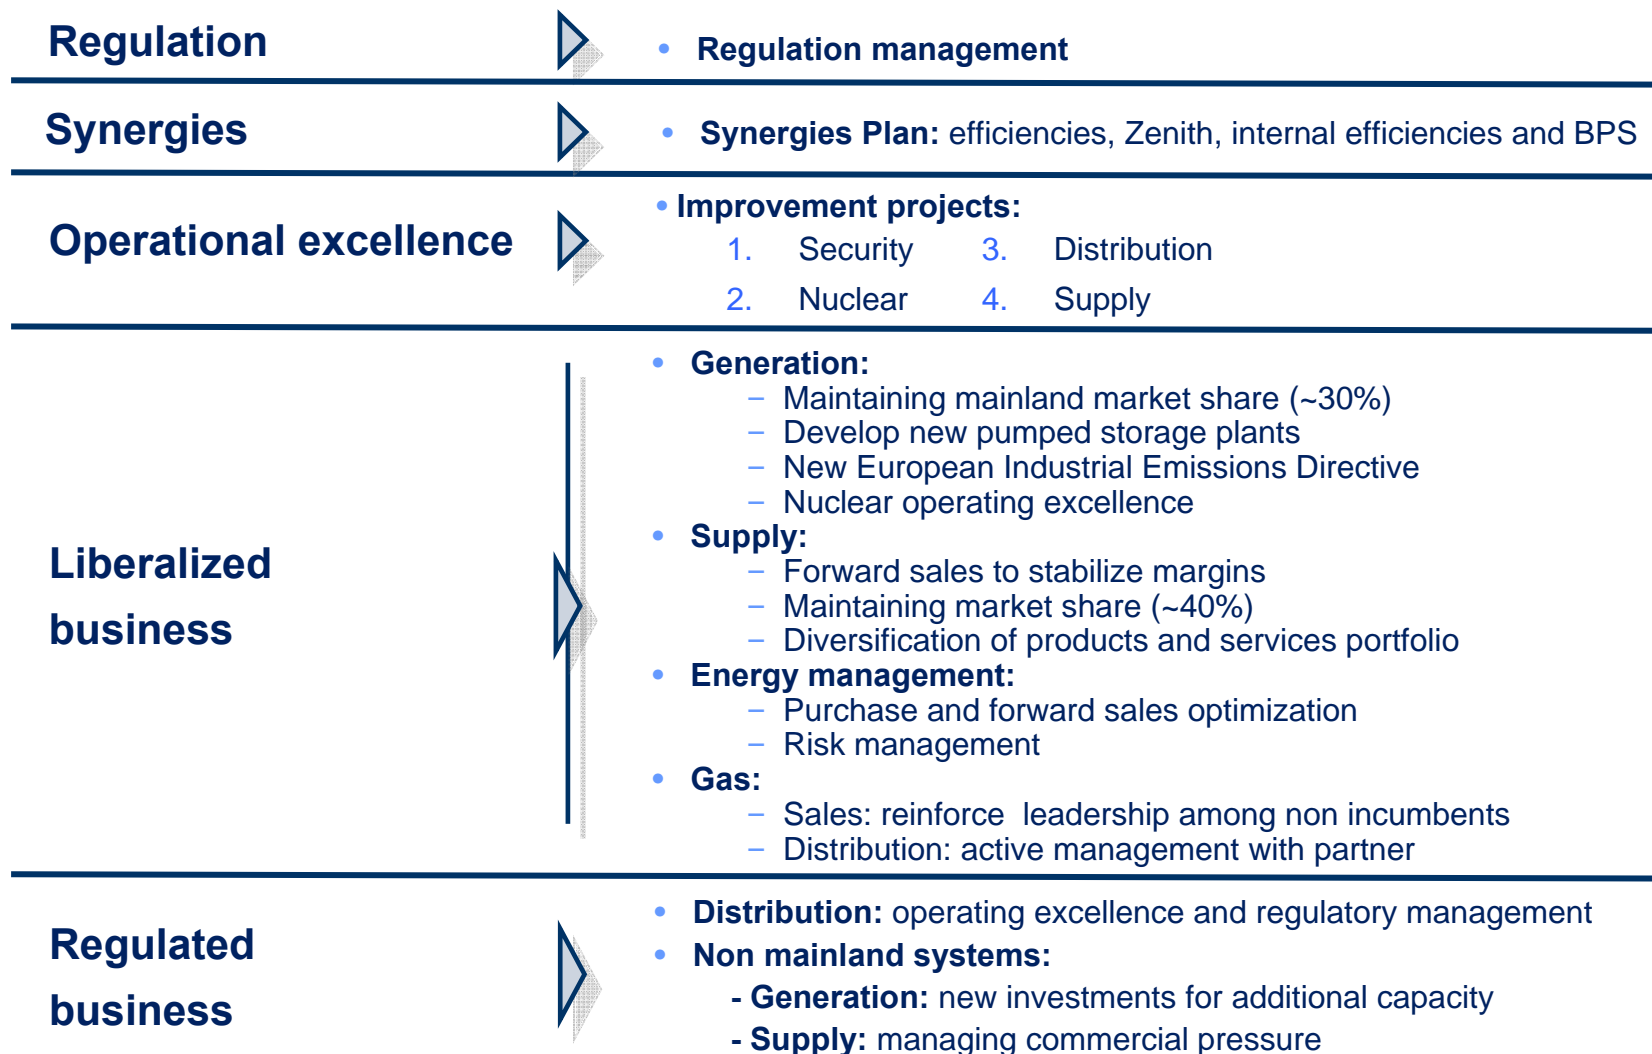 Regulation
• Regulation management
Synergies
• Synergies Plan: efficiencies, Zenith, internal efficiencies and BPS
Operational excellence
• Improvement projects:
1. Security 3. Distribution
2. Nuclear 4. Supply
Liberalized
business
• Generation:
– Maintaining mainland market share (~30%)
– Develop new pumped storage plants
– New European Industrial Emissions Directive
– Nuclear operating excellence
• Supply:
– Forward sales to stabilize margins
– Maintaining market share (~40%)
– Diversification of products and services portfolio
• Energy management:
– Purchase and forward sales optimization
– Risk management
• Gas:
– Sales: reinforce  leadership among non incumbents
– Distribution: active management with partner
Regulated
business
• Distribution: operating excellence and regulatory management
• Non mainland systems:
- Generation: new investments for additional capacity
- Supply: managing commercial pressure